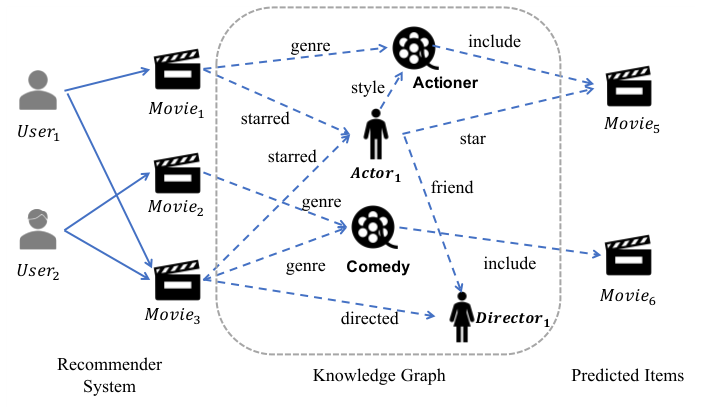 genre
include
Actioner
style
Movie₁
starred
User₁
Movie₅
star
starred
Actor₁
friend
genre
Movie₂
User₂
Comedy
genre
include
Movie₆
Movie₃
directed
Director₁
Recommender
System
Knowledge Graph
Predicted Items